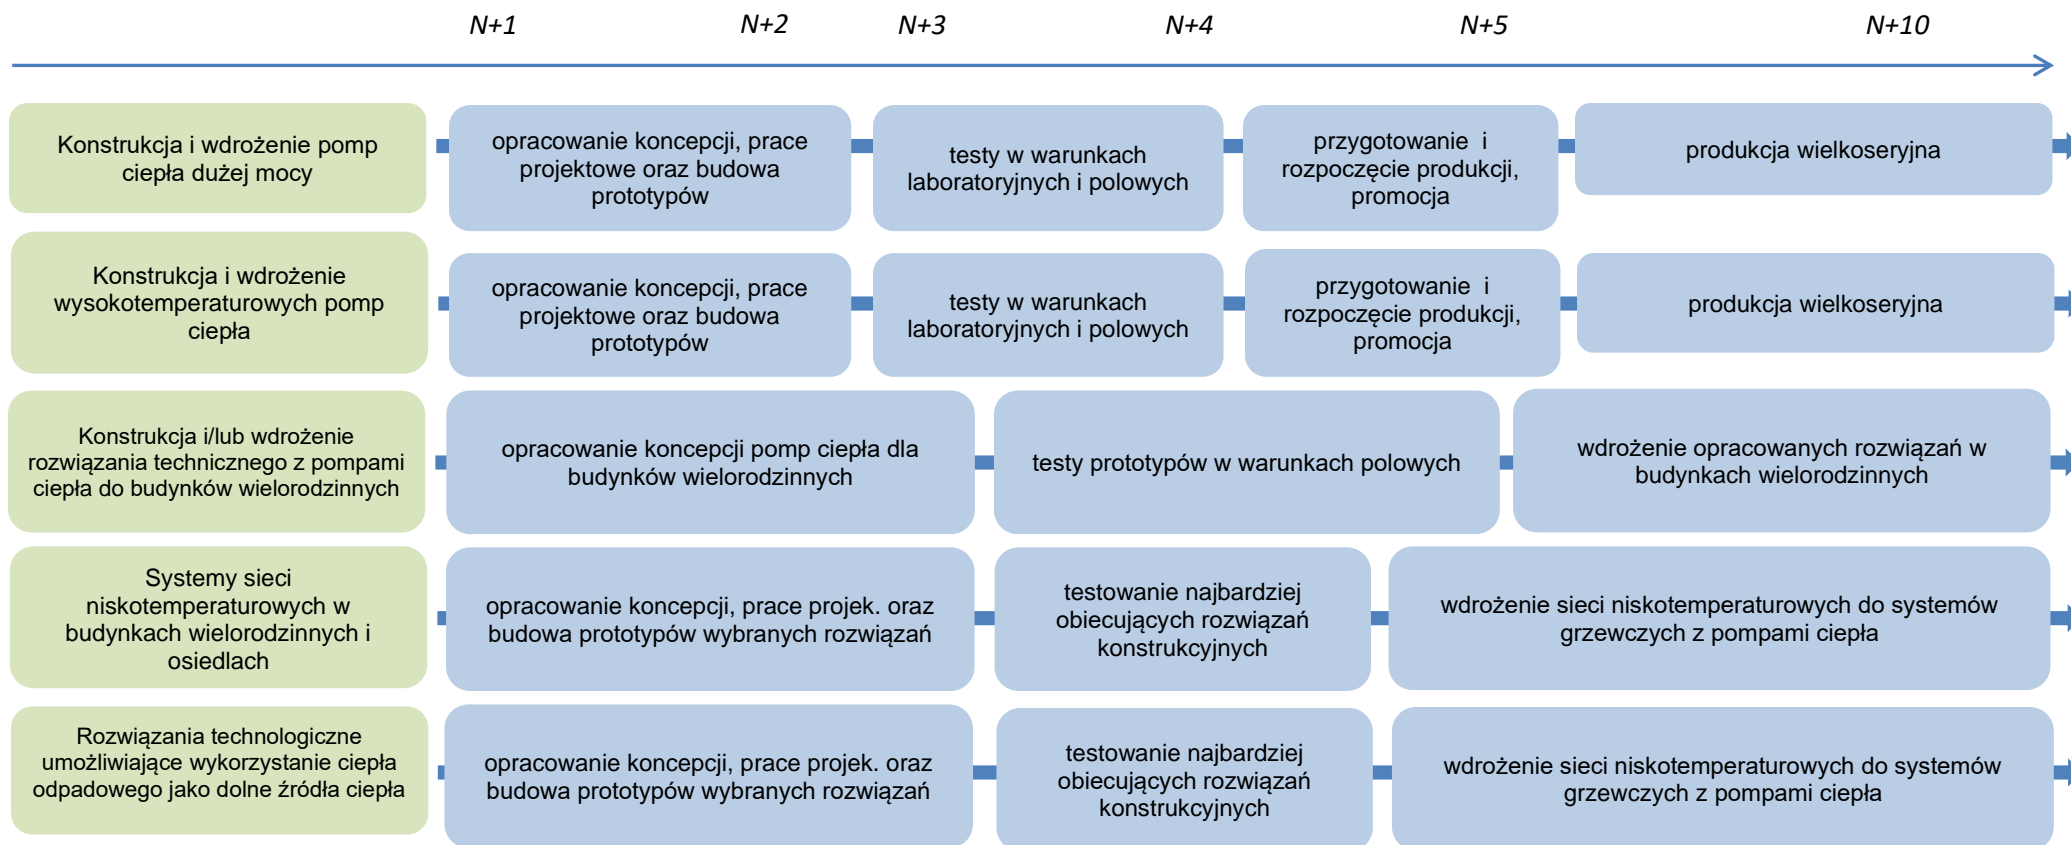 N+1 N+2 N+3 N+4 N+5 N+10
Konstrukcja i wdrożenie pomp
ciepła dużej mocy
opracowanie koncepcji, prace
projektowe oraz budowa
prototypów
testy w warunkach
laboratoryjnych i polowych
przygotowanie i
rozpoczęcie produkcji,
promocja
produkcja wielkoseryjna
Konstrukcja i wdrożenie
wysokotemperaturowych pomp
ciepła
opracowanie koncepcji, prace
projektowe oraz budowa
prototypów
testy w warunkach
laboratoryjnych i polowych
przygotowanie i
rozpoczęcie produkcji,
promocja
produkcja wielkoseryjna
Konstrukcja i/lub wdrożenie
rozwiązania technicznego z pompami
ciepła do budynków wielorodzinnych
opracowanie koncepcji pomp ciepła dla
budynków wielorodzinnych
testy prototypów w warunkach polowych
wdrożenie opracowanych rozwiązań w
budynkach wielorodzinnych
Systemy sieci
niskotemperaturowych w
budynkach wielorodzinnych i
osiedlach
opracowanie koncepcji, prace projek. oraz
budowa prototypów wybranych rozwiązań
testowanie najbardziej
obiecujących rozwiązań
konstrukcyjnych
wdrożenie sieci niskotemperaturowych do systemów
grzewczych z pompami ciepła
Rozwiązania technologiczne
umożliwiające wykorzystanie ciepła
odpadowego jako dolne źródła ciepła
opracowanie koncepcji, prace projek. oraz
budowa prototypów wybranych rozwiązań
testowanie najbardziej
obiecujących rozwiązań
konstrukcyjnych
wdrożenie sieci niskotemperaturowych do systemów
grzewczych z pompami ciepła